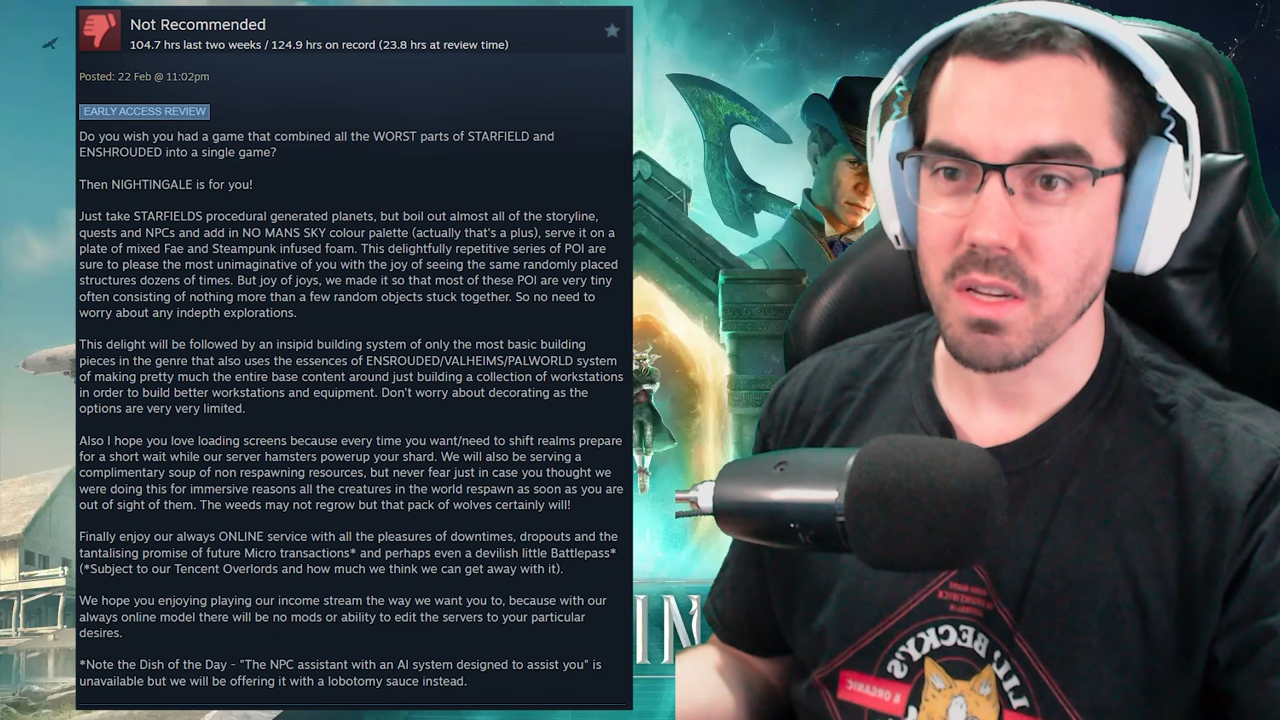 Not Recommended
104.7 hrs last two weeks / 124.9 hrs on record (23.8 hrs at review time)
Posted: 22 Feb @ 11:02pm
EARLY ACCESS REVIEW
Do you wish you had a game that combined all the WORST parts of STARFIELD and
ENSHROUDED into a single game?
Then NIGHTINGALE is for you!
Just take STARFIELDS procedural generated planets, but boil out almost all of the storyline,
quests and NPCs and add in NO MANS SKY colour palette (actually that's a plus), serve it on a
plate of mixed Fae and Steampunk infused foam. This delightfully repetitive series of POI are
sure to please the most unimaginative of you with the joy of seeing the same randomly placed
structures dozens of times. But joy of joys, we made it so that most of these POI are very tiny
often consisting of nothing more than a few random objects stuck together. So no need to
worry about any indepth explorations.
This delight will be followed by an insipid building system of only the most basic building
pieces in the genre that also uses the essences of ENSROUDED/VALHEIMS/PALWORLD system
of making pretty much the entire base content around just building a collection of workstations
in order to build better workstations and equipment. Don't worry about decorating as the
options are very very limited.
Also I hope you love loading screens because every time you want/need to shift realms prepare
for a short wait while our server hamsters powerup your shard. We will also be serving a
complimentary soup of non respawning resources, but never fear just in case you thought we
were doing this for immersive reasons all the creatures in the world respawn as soon as you are
out of sight of them. The weeds may not regrow but that pack of wolves certainly will!
Finally enjoy our always ONLINE service with all the pleasures of downtimes, dropouts and the
tantalising promise of future Micro transactions* and perhaps even a devilish little Battlepass*
(*Subject to our Tencent Overlords and how much we think we can get away with it).
We hope you enjoying playing our income stream the way we want you to, because with our
always online model there will be no mods or ability to edit the servers to your particular
desires.
*Note the Dish of the Day - "The NPC assistant with an AI system designed to assist you" is
unavailable but we will be offering it with a lobotomy sauce instead.
IN
LIL' BECKY'S
& ORGANIC